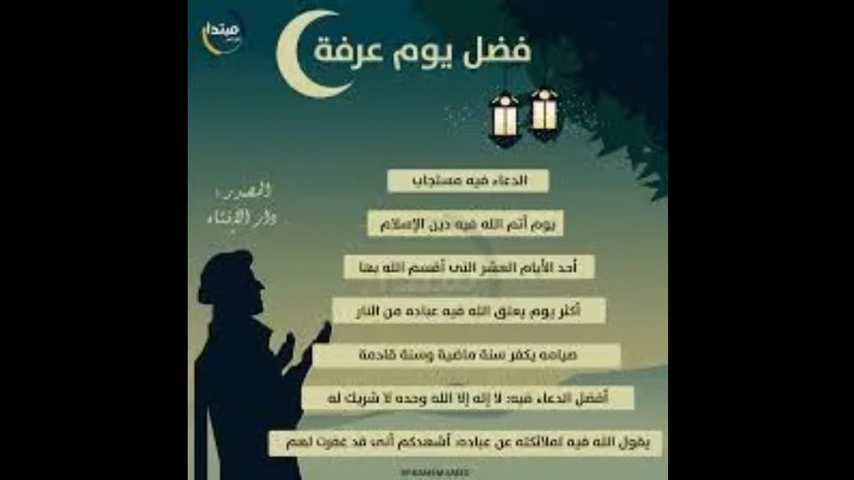 مبتدا
فضل يوم عرفة
الدعاء فيه مستجاب
المصدر:
دار الإفتاء
يوم أتم الله فيه دين الإسلام
أحد الأيام العشر التى أقسم الله بها
أكثر يوم يعتق الله فيه عباده من النار
صيامه يكفر سنة ماضية وسنة قادمة
أفضل الدعاء فيه: لا إله إلا الله وحده لا شريك له
يقول الله فيه لملائكته عن عباده: أشهدكم أنى قد غفرت لهم